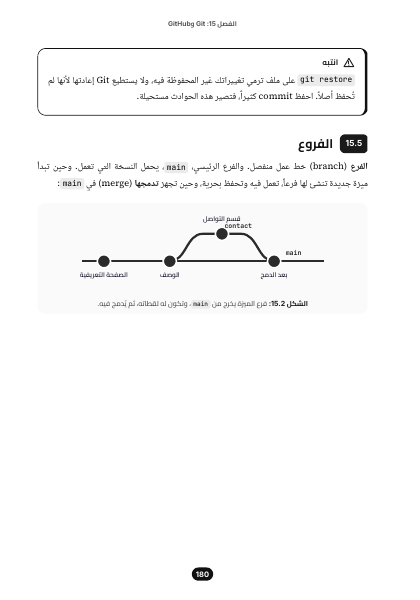 الفصل 15: Git وGitHub
انتبه
git restore على ملف ترمي تغييراتك غير المحفوظة فيه، ولا يستطيع Git إعادتها لأنها لم
تُحفظ أصلاً. احفظ commit كثيراً، فتصير هذه الحوادث مستحيلة.
15.5 الفروع
الفرع (branch) خط عمل منفصل. والفرع الرئيسي، main، يحمل النسخة التي تعمل. وحين تبدأ
ميزة جديدة تنشئ لها فرعاً، تعمل فيه وتحفظ بحرية، وحين تجهز تدمجها (merge) في main:
قسم التواصل
contact
main
الصفحة التعريفية
الوصف
بعد الدمج
الشكل 15.2: فرع الميزة يخرج من main، وتكون له لقطاته، ثم يُدمج فيه.
180